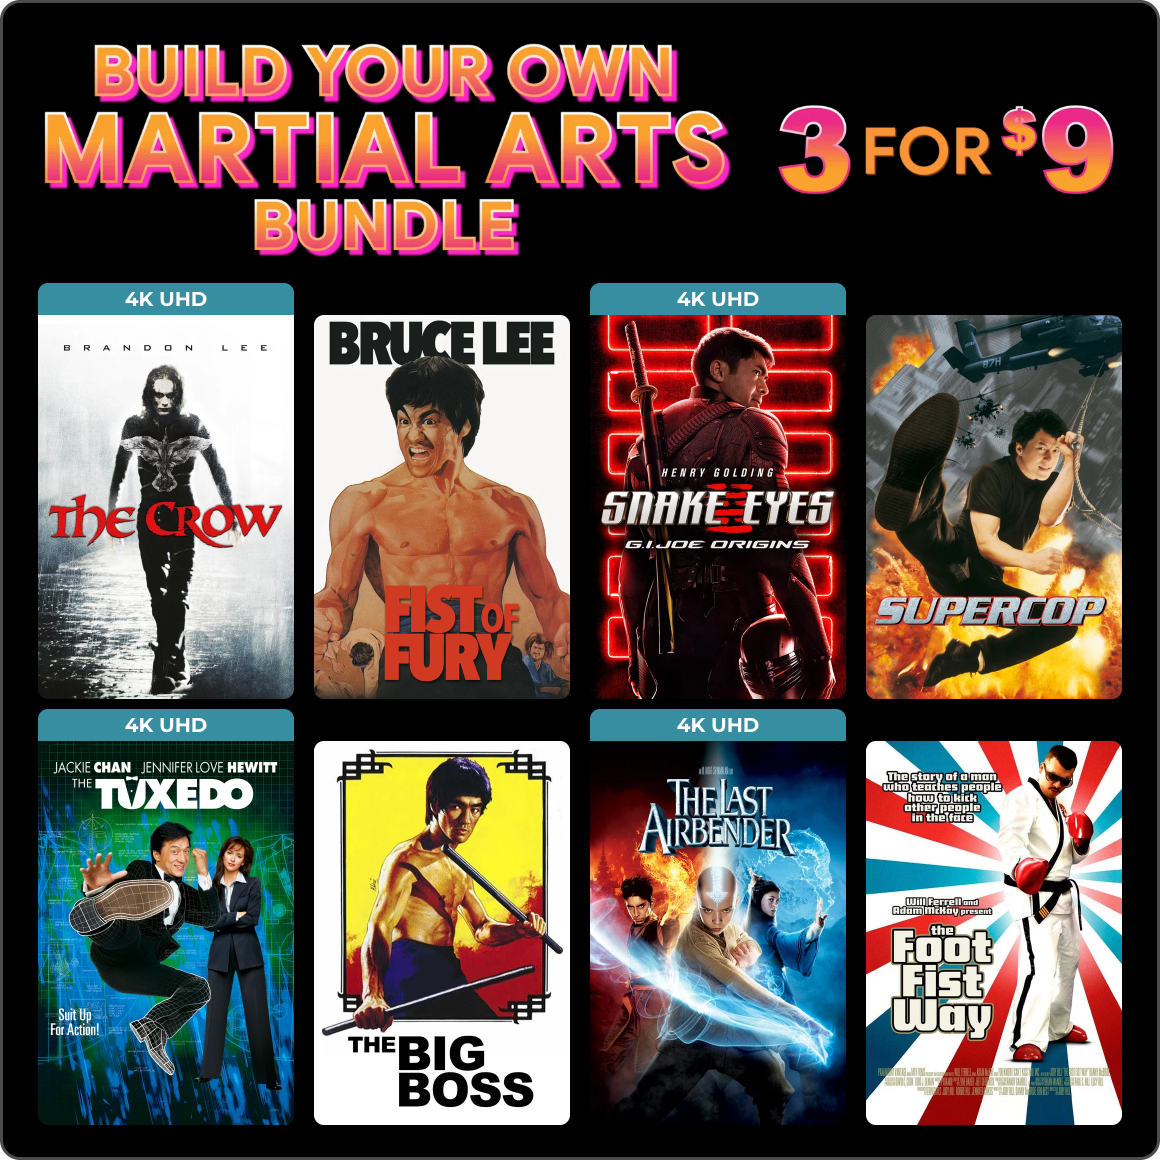 BUILD YOUR OWN
MARTIAL ARTS
BUNDLE
3 FOR $9
4K UHD
BRANDON LEE
THE CROW
BRUCE LEE
FIST OF
FURY
4K UHD
HENRY GOLDING
SNAKE EYES
G.I. JOE ORIGINS
97H
SUPERCOP
4K UHD
JACKIE CHAN JENNIFER LOVE HEWITT
THE TUXEDO
Suit Up
For Action!
THE BIG
BOSS
4K UHD
THE LAST
AIRBENDER
The story of a man
who teaches people
how to kick
other people
in the face
Will Ferrell and
Adam McKay present
the
Foot
Fist
Way